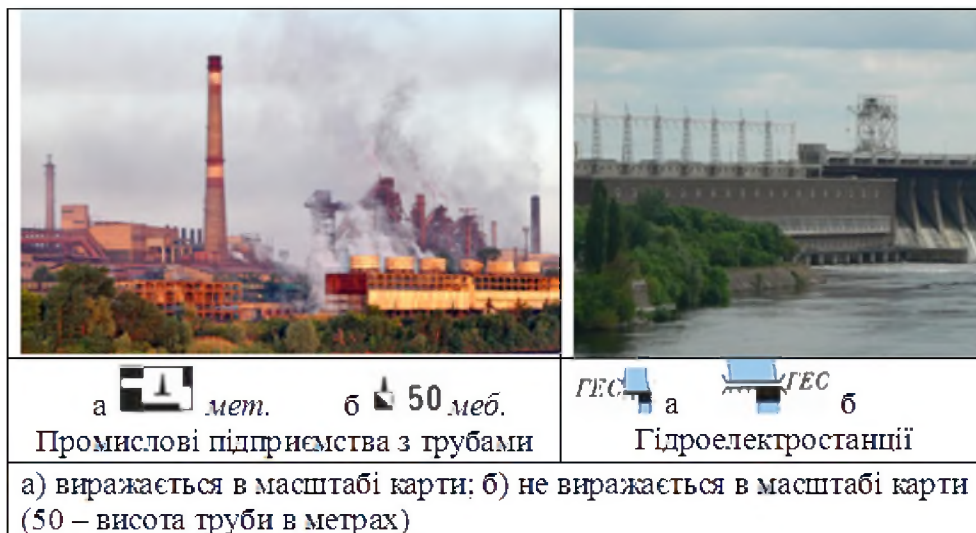 а мет. б 50 меб.
Промислові підприємства з трубами
ГЕС а ГЕС б
Гідроелектростанції
а) виражається в масштабі карти; б) не виражається в масштабі карти
(50 – висота труби в метрах)